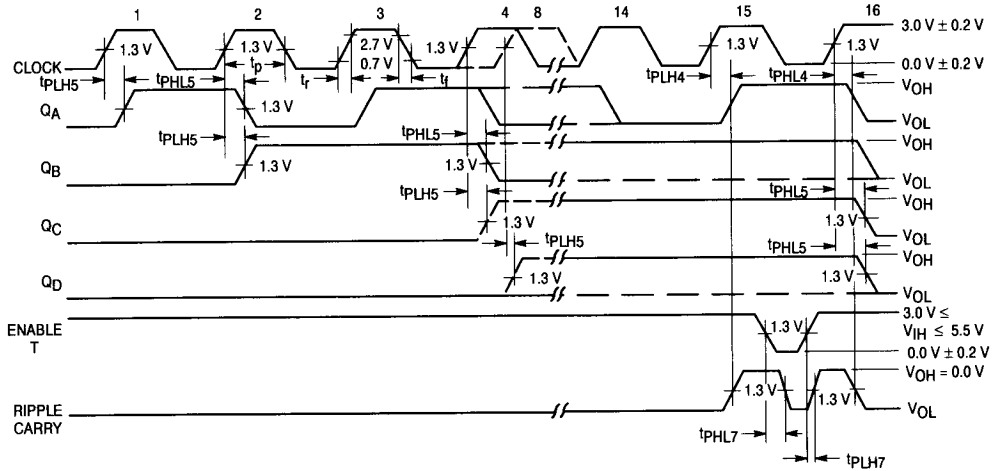 1 2 3 4 8 14 15 16
CLOCK 1.3 V 1.3 V 2.7 V 0.7 V 1.3 V 3.0 V ± 0.2 V
0.0 V ± 0.2 V
tp tr tf
tPLH5 tPHL5 tPLH4 tPHL4
QA 1.3 V VOH
VOL
tPLH5 tPHL5
QB 1.3 V 1.3 V VOH
VOL
tPLH5 tPHL5
QC 1.3 V 1.3 V VOH
VOL
tPLH5 tPHL5
QD 1.3 V 1.3 V VOH
VOL
ENABLE
T
1.3 V 3.0 V ≤
VIH ≤ 5.5 V
0.0 V ± 0.2 V
RIPPLE
CARRY
1.3 V 1.3 V VOH = 0.0 V
VOL
tPHL7
tPLH7